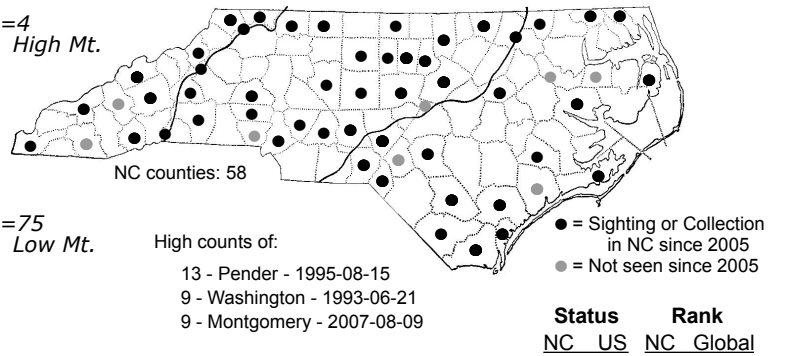 =4
High Mt.
NC counties: 58
=75
Low Mt.
High counts of:
13 - Pender - 1995-08-15
9 - Washington - 1993-06-21
9 - Montgomery - 2007-08-09
= Sighting or Collection
in NC since 2005
= Not seen since 2005
Status Rank
NC US NC Global